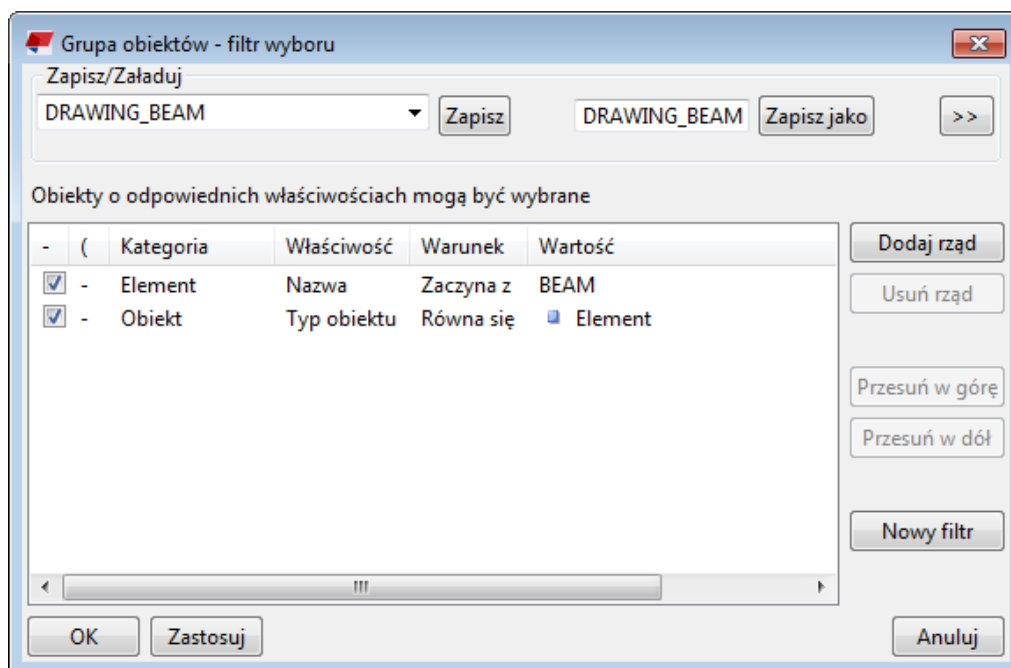 Grupa obiektów - filtr wyboru
Zapisz/Załaduj
DRAWING_BEAM Zapisz DRAWING_BEAM Zapisz jako >>
Obiekty o odpowiednich właściwościach mogą być wybrane
- ( Kategoria Właściwość Warunek Wartość
- Element Nazwa Zaczyna z BEAM
- Obiekt Typ obiektu Równa się Element
Dodaj rząd
Usuń rząd
Przesuń w górę
Przesuń w dół
Nowy filtr
OK Zastosuj Anuluj